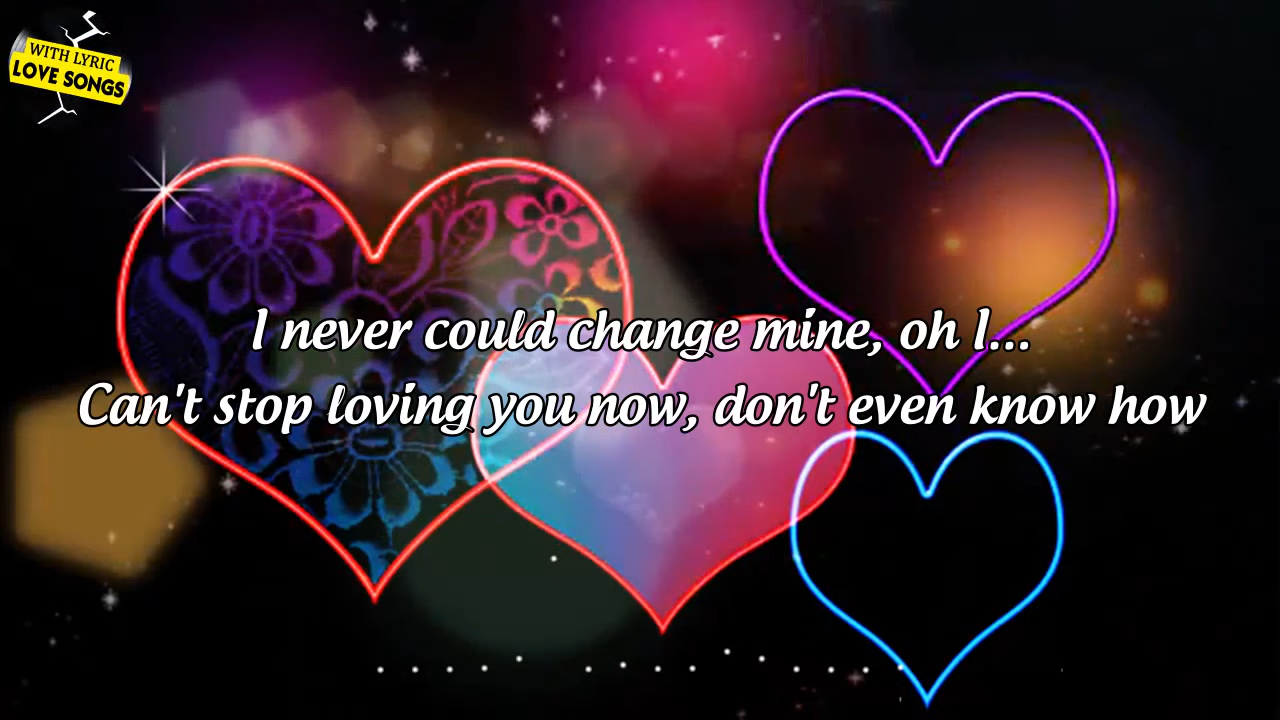 WITH LYRIC
LOVE SONGS
I never could change mine, oh I...
Can't stop loving you now, don't even know how